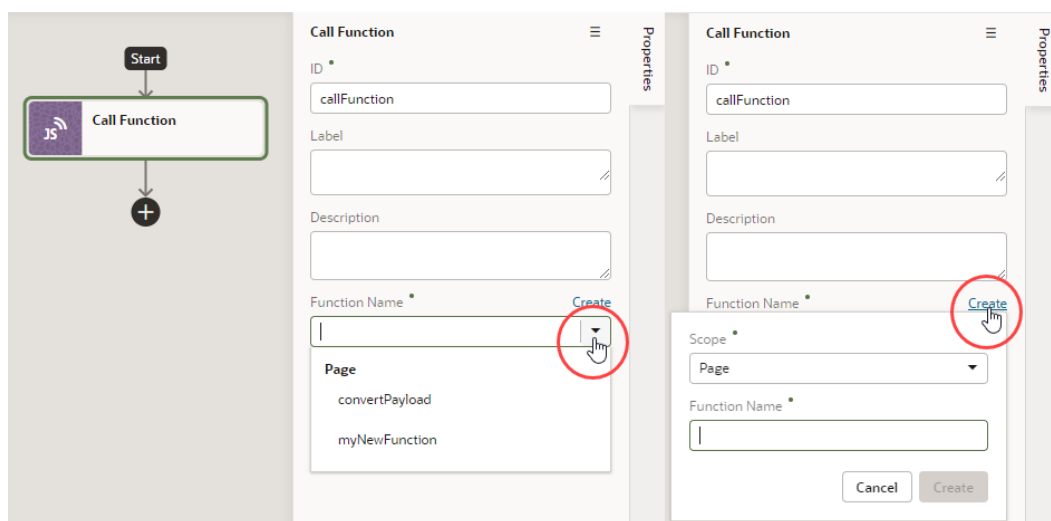 Start
JS
Call Function
Call Function
ID
callFunction
Label
Description
Function Name
Create
Page
convertPayload
myNewFunction
Properties
Call Function
ID
callFunction
Label
Description
Function Name
Create
Scope
Page
Function Name
Cancel
Create
Properties